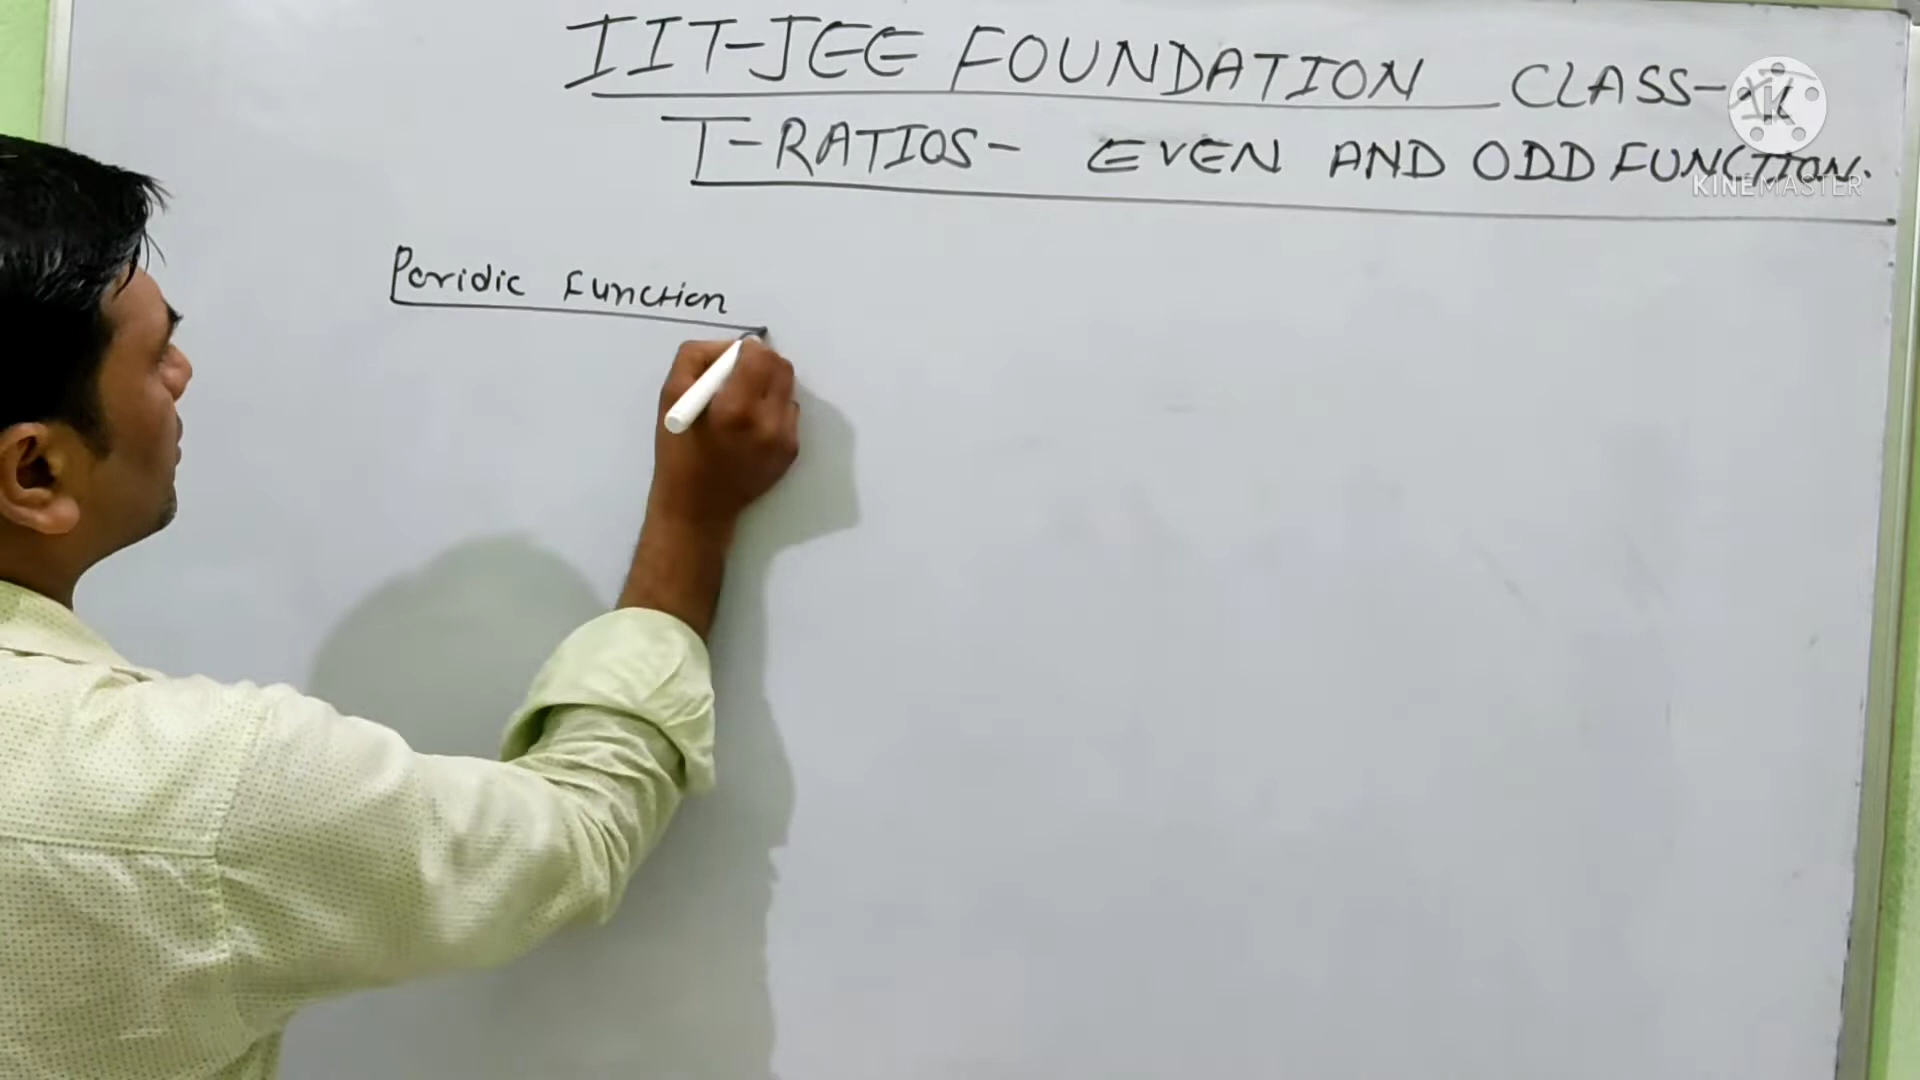 IIT-JEE FOUNDATION CLASS-
T-RATIOS- EVEN AND ODD FUNCTION.
KINEMASTER
Peridic Function